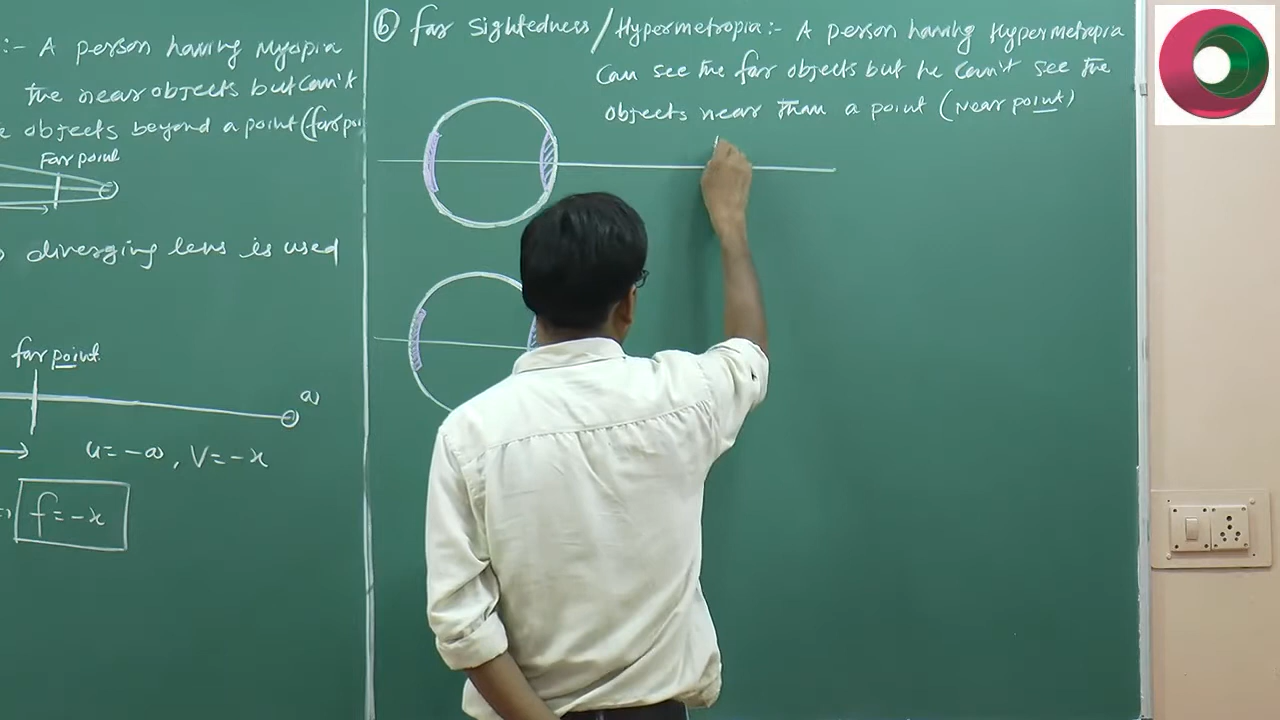 :- A person having Myopia
the near objects but can't
objects beyond a point (far
Far point
diverging lens is used
far point
∞
u = -∞, v = -x
f = -x
(b) far Sightedness / Hypermetropia :- A person having Hypermetropia
Can see the far objects but he can't see the
objects near than a point (Near point)